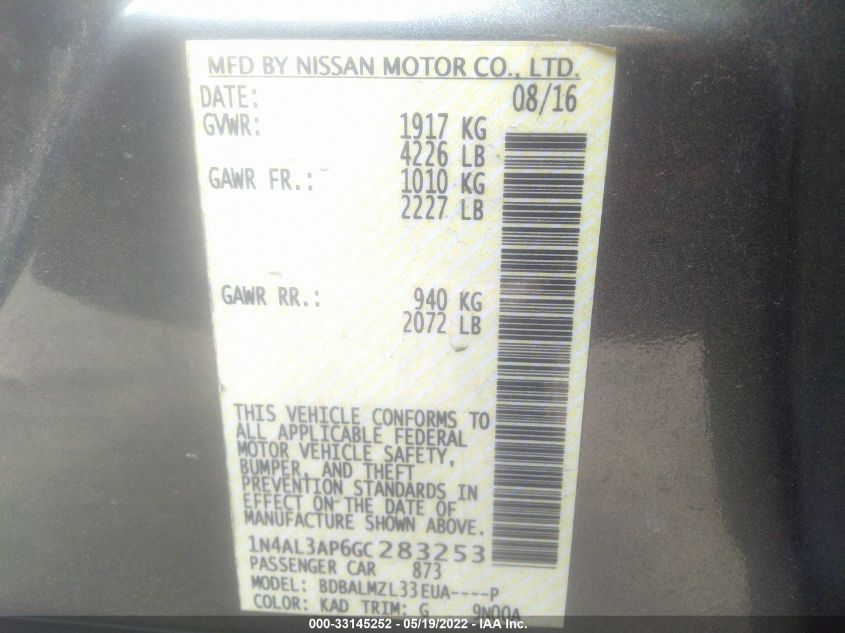 MFD BY NISSAN MOTOR CO., LTD.
DATE: 08/16
GVWR: 1917 KG
4226 LB
GAWR FR.: 1010 KG
2227 LB
GAWR RR.: 940 KG
2072 LB
THIS VEHICLE CONFORMS TO
ALL APPLICABLE FEDERAL
MOTOR VEHICLE SAFETY,
BUMPER, AND THEFT
PREVENTION STANDARDS IN
EFFECT ON THE DATE OF
MANUFACTURE SHOWN ABOVE.
1N4AL3AP6GC283253
PASSENGER CAR 873
MODEL: BDBALMZL33EUA----P
COLOR: KAD TRIM: G 9N00A
000-33145252 - 05/19/2022 - IAA Inc.